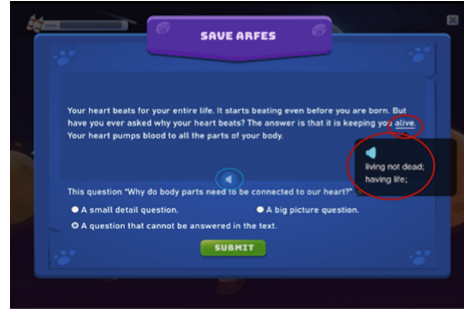 SAVE ARFES
Your heart beats for your entire life. It starts beating even before you are born. But
have you ever asked why your heart beats? The answer is that it is keeping you alive.
Your heart pumps blood to all the parts of your body.
living not dead;
having life;
This question "Why do body parts need to be connected to our heart?"
A small detail question.
A big picture question.
A question that cannot be answered in the text.
SUBMIT